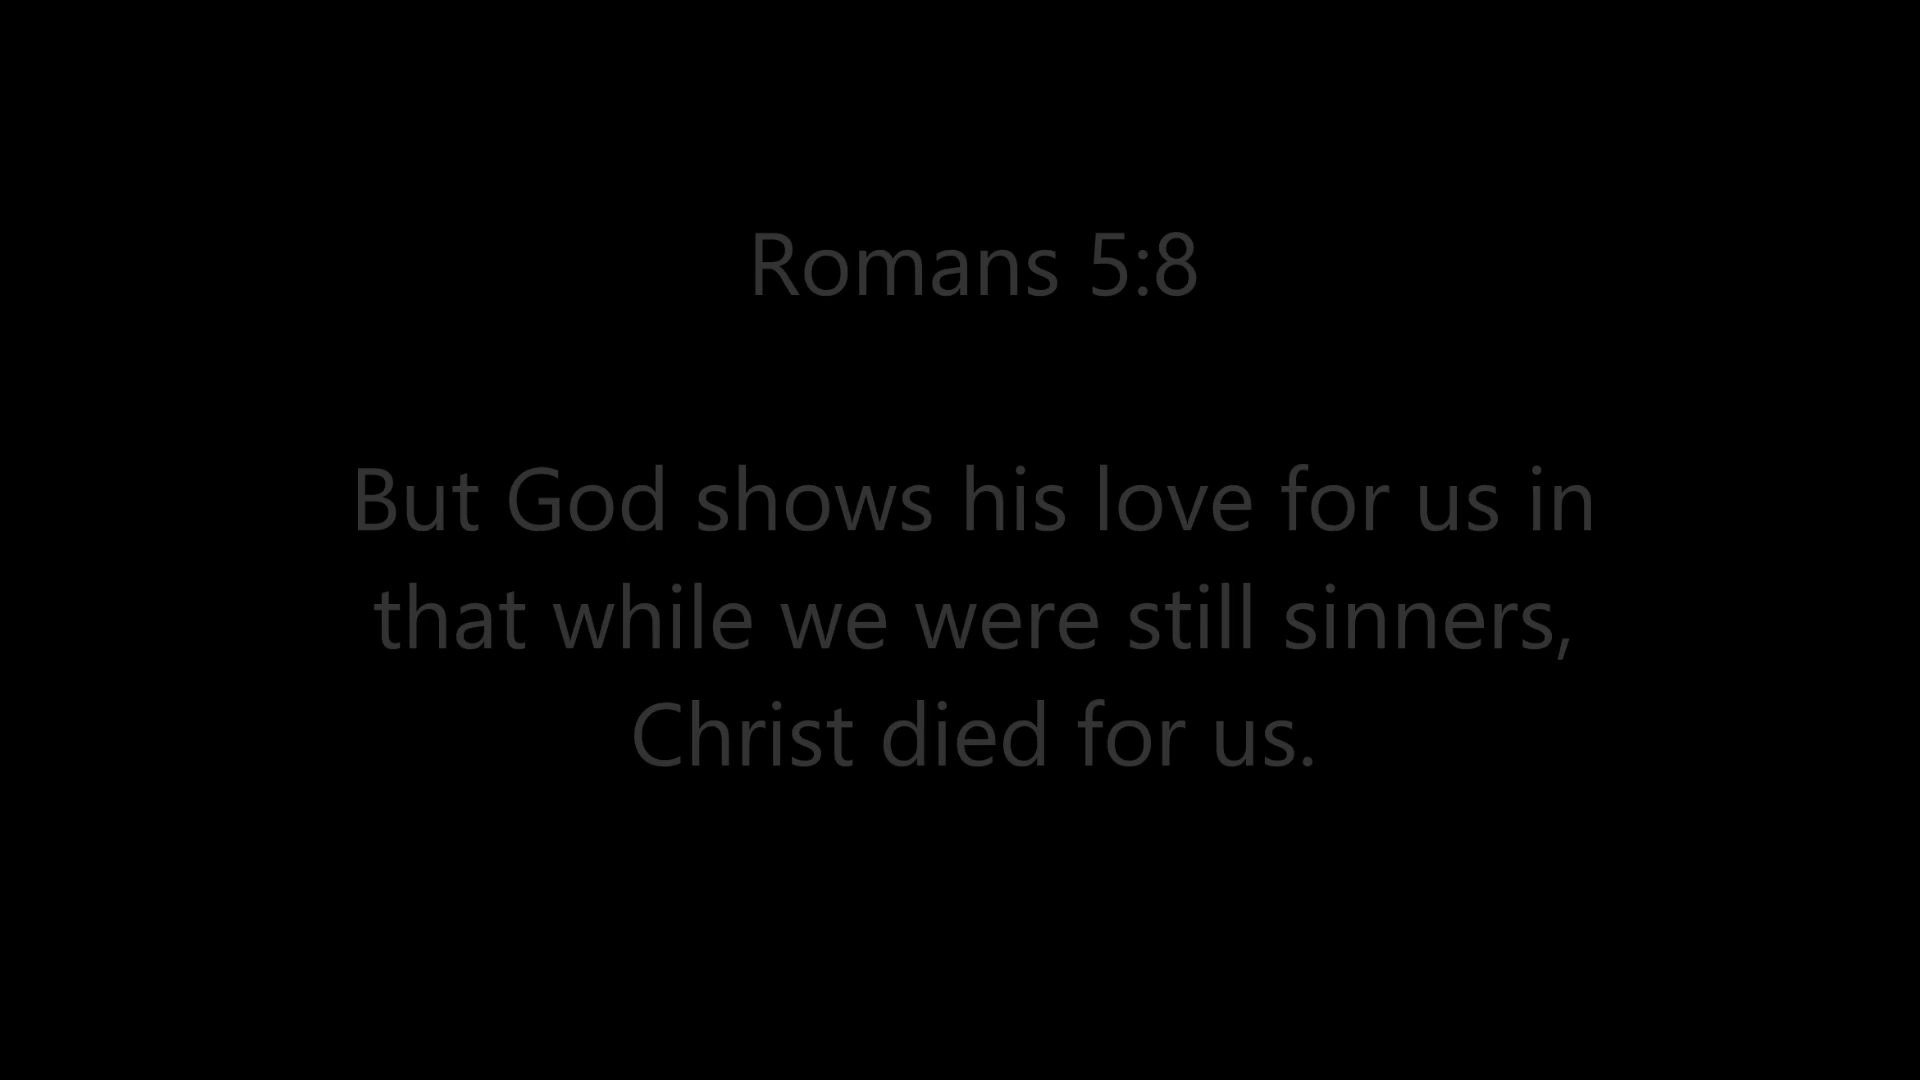 Romans 5:8
But God shows his love for us in
that while we were still sinners,
Christ died for us.